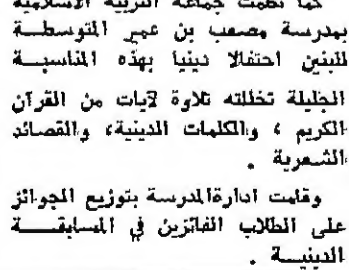 كما نظمت جماعة التربية الاسلامية
بمدرسة مصعب بن عمير المتوسطة
للبنين احتفالا دينيا بهذه المناسبة
الجليلة تخللته تلاوة لآيات من القرآن
الكريم ، والكلمات الدينية، والقصائد
الشعرية .
وقامت ادارة المدرسة بتوزيع الجوائز
على الطلاب الفائزين في المسابقة
الدينية .